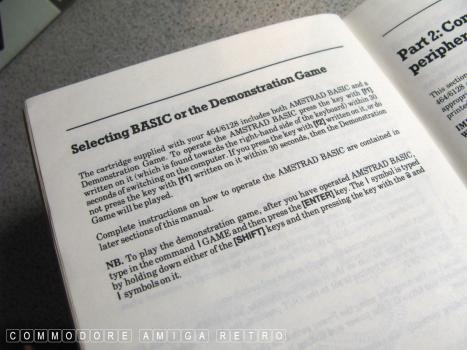 Selecting BASIC or the Demonstration Game
The cartridge supplied with your 464/6128 includes both AMSTRAD BASIC and a
Demonstration Game. To operate the AMSTRAD BASIC press the key with [f1]
written on it (which is found towards the right-hand side of the keyboard) within 30
seconds of switching on the computer. If you press the key with [f2] written on it, or do
not press the key with [f1] written on it within 30 seconds, then the Demonstration
Game will be played.
Complete instructions on how to operate the AMSTRAD BASIC are contained in
later sections of this manual.
NB. To play the demonstration game, after you have operated AMSTRAD BASIC,
type in the command | GAME and then press the [ENTER] key. The | symbol is typed
by holding down either of the [SHIFT] keys and then pressing the key with the @ and
| symbols on it.
Part 2: Con
periphera
This section
464/6128
COMMODORE AMIGA RETRO